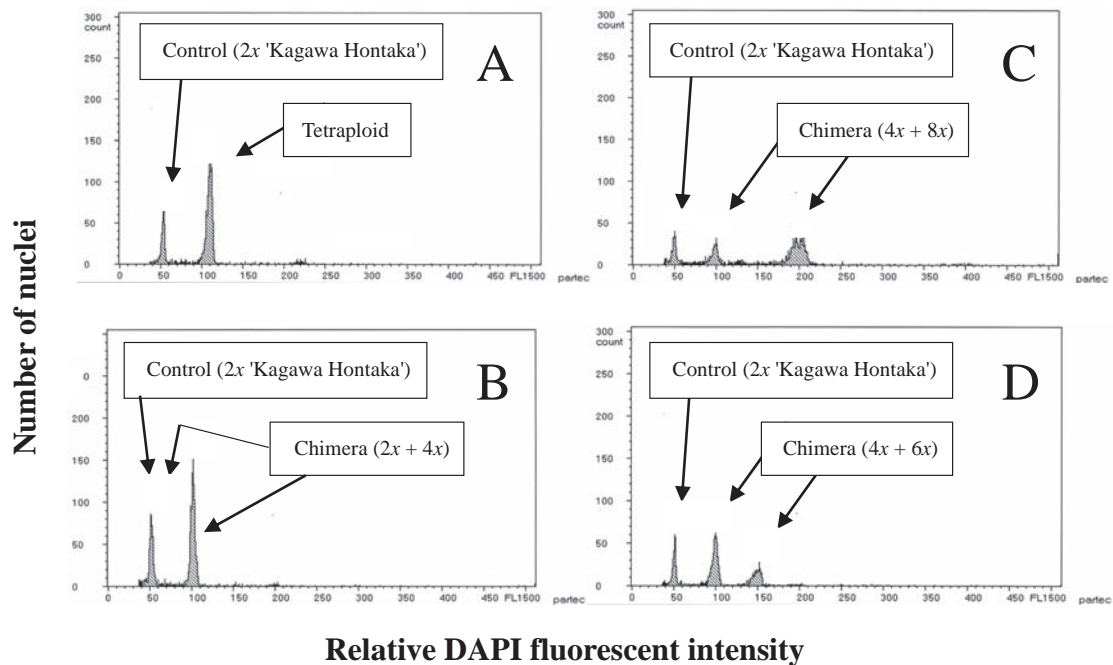 Number of nuclei
300
count
250
200
150
100
50
0
Control (2x 'Kagawa Hontaka')
A
Tetraploid
0 50 100 150 200 250 300 350 400 450 FL1500
partec
300
count
250
200
150
100
50
0
Control (2x 'Kagawa Hontaka')
C
Chimera (4x + 8x)
0 50 100 150 200 250 300 350 400 450 FL1500
partec
0
200
150
100
50
0
Control (2x 'Kagawa Hontaka')
B
Chimera (2x + 4x)
0 50 100 150 200 250 300 350 400 450 FL1500
partec
300
count
250
200
150
100
50
0
Control (2x 'Kagawa Hontaka')
D
Chimera (4x + 6x)
0 50 100 150 200 250 300 350 400 450 FL1500
partec
Relative DAPI fluorescent intensity